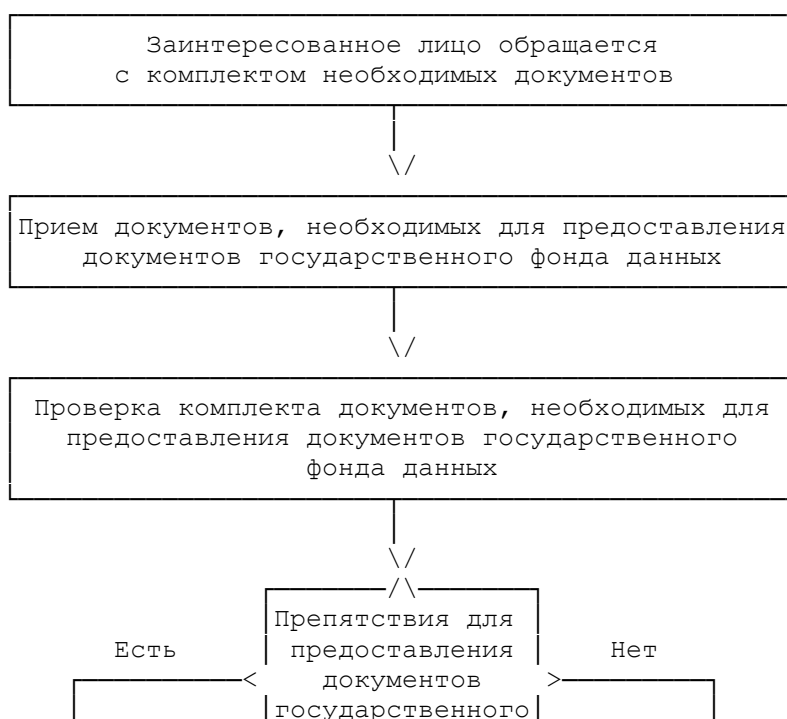 Заинтересованное лицо обращается
с комплектом необходимых документов
Прием документов, необходимых для предоставления
документов государственного фонда данных
Проверка комплекта документов, необходимых для
предоставления документов государственного
фонда данных
Препятствия для
Есть предоставления Нет
документов
государственного